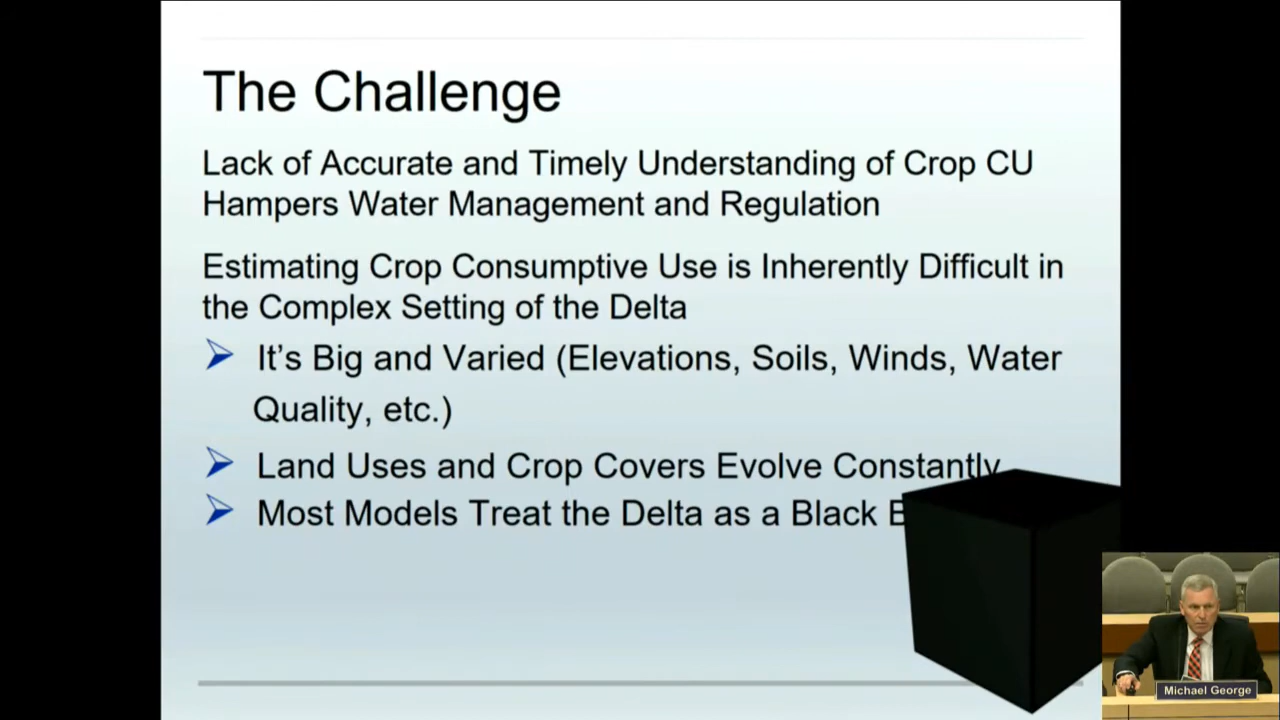 The Challenge
Lack of Accurate and Timely Understanding of Crop CU
Hampers Water Management and Regulation
Estimating Crop Consumptive Use is Inherently Difficult in
the Complex Setting of the Delta
It's Big and Varied (Elevations, Soils, Winds, Water
Quality, etc.)
Land Uses and Crop Covers Evolve Constantly
Most Models Treat the Delta as a Black
Michael George